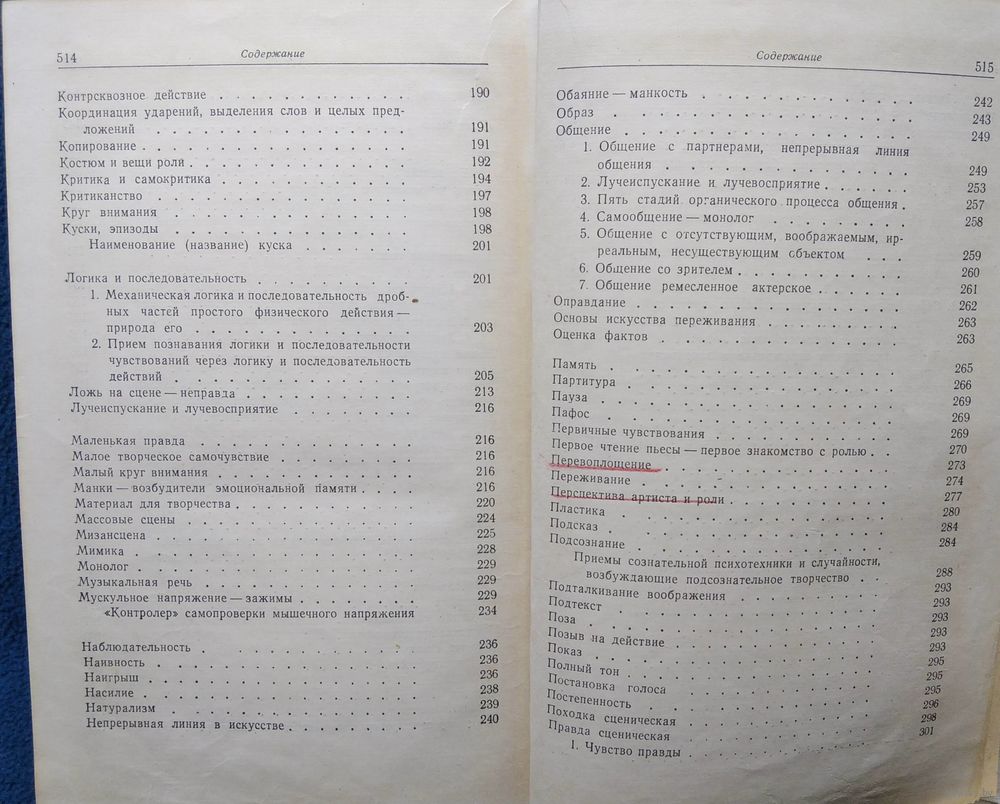 514 Содержание
Контрсквозное действие . . . . . . . . . . . . 190
Координация ударений, выделения слов и целых пред-
ложений . . . . . . . . . . . . 191
Копирование . . . . . . . . . . . . 191
Костюм и вещи роли . . . . . . . . . . . . 192
Критика и самокритика . . . . . . . . . . . . 194
Критиканство . . . . . . . . . . . . 197
Круг внимания . . . . . . . . . . . . 198
Куски, эпизоды . . . . . . . . . . . . 198
Наименование (название) куска . . . . . . . 201
Логика и последовательность . . . . . . . . . 201
1. Механическая логика и последовательность дроб-
ных частей простого физического действия —
природа его . . . . . . . . . . . . 203
2. Прием познавания логики и последовательности
чувствований через логику и последовательность
действий . . . . . . . . . . . . 205
Ложь на сцене — неправда . . . . . . . . . 213
Лучеиспускание и лучевосприятие . . . . . . . 216
Маленькая правда . . . . . . . . . . . . 216
Малое творческое самочувствие . . . . . . . . 216
Малый круг внимания . . . . . . . . . . 216
Манки — возбудители эмоциональной памяти . . . . 216
Материал для творчества . . . . . . . . . . 220
Массовые сцены . . . . . . . . . . . . 224
Мизансцена . . . . . . . . . . . . 225
Мимика . . . . . . . . . . . . 228
Монолог . . . . . . . . . . . . 229
Музыкальная речь . . . . . . . . . . . . 229
Мускульное напряжение — зажимы . . . . . . . 229
«Контролер» самопроверки мышечного напряжения 234
Наблюдательность . . . . . . . . . . . . 236
Наивность . . . . . . . . . . . . 236
Наигрыш . . . . . . . . . . . . 236
Насилие . . . . . . . . . . . . 238
Натурализм . . . . . . . . . . . . 239
Непрерывная линия в искусстве . . . . . . . . 240
Содержание 515
Обаяние — манкость . . . . . . . . . . . 242
Образ . . . . . . . . . . . . 243
Общение . . . . . . . . . . . . 249
1. Общение с партнерами, непрерывная линия
общения . . . . . . . . . . . . 249
2. Лучеиспускание и лучевосприятие . . . . . . 253
3. Пять стадий органического процесса общения . 257
4. Самообщение — монолог . . . . . . . . . 258
5. Общение с отсутствующим, воображаемым, ир-
реальным, несуществующим объектом . . . 259
6. Общение со зрителем . . . . . . . . . . 260
7. Общение ремесленное актерское . . . . . . 261
Оправдание . . . . . . . . . . . . 262
Основы искусства переживания . . . . . . . . 263
Оценка фактов . . . . . . . . . . . . 263
Память . . . . . . . . . . . . 265
Партитура . . . . . . . . . . . . 266
Пауза . . . . . . . . . . . . 269
Пафос . . . . . . . . . . . . 269
Первичные чувствования . . . . . . . . . . 269
Первое чтение пьесы — первое знакомство с ролью . . 270
Перевоплощение . . . . . . . . . . . . 273
Переживание . . . . . . . . . . . . 274
Перспектива артиста и роли . . . . . . . . . 277
Пластика . . . . . . . . . . . . 280
Подсказ . . . . . . . . . . . . 284
Подсознание . . . . . . . . . . . . 284
Приемы сознательной психотехники и случайности,
возбуждающие подсознательное творчество . . 288
Подталкивание воображения . . . . . . . . . 293
Подтекст . . . . . . . . . . . . 293
Поза . . . . . . . . . . . . 293
Позыв на действие . . . . . . . . . . . 293
Показ . . . . . . . . . . . . 293
Полный тон . . . . . . . . . . . . 295
Постановка голоса . . . . . . . . . . . 295
Постепенность . . . . . . . . . . . . 295
Походка сценическая . . . . . . . . . . 296
Правда сценическая . . . . . . . . . . 298
1. Чувство правды . . . . . . . . . . 301